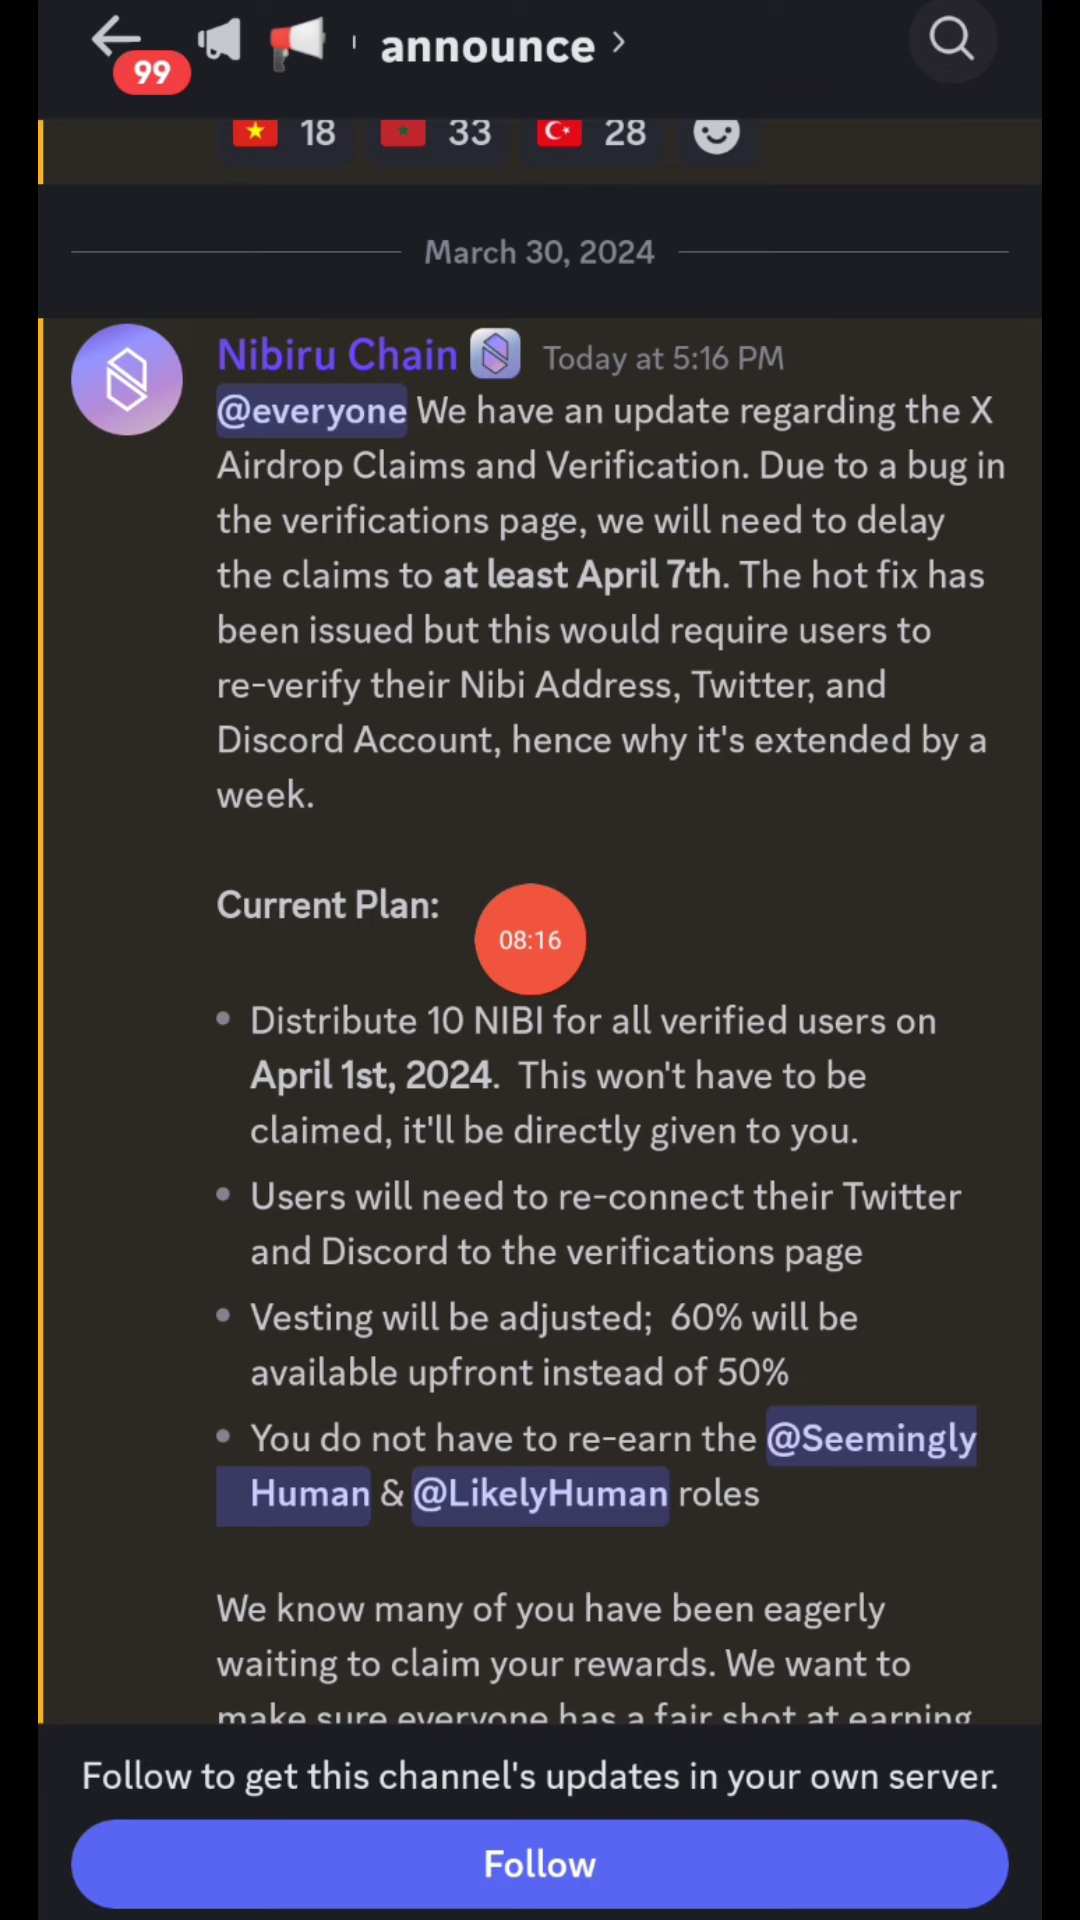 99
announce
18
33
28
March 30, 2024
Nibiru Chain Today at 5:16 PM
@everyone We have an update regarding the X
Airdrop Claims and Verification. Due to a bug in
the verifications page, we will need to delay
the claims to at least April 7th. The hot fix has
been issued but this would require users to
re-verify their Nibi Address, Twitter, and
Discord Account, hence why it's extended by a
week.
Current Plan:
08:16
Distribute 10 NIBI for all verified users on
April 1st, 2024. This won't have to be
claimed, it'll be directly given to you.
Users will need to re-connect their Twitter
and Discord to the verifications page
Vesting will be adjusted; 60% will be
available upfront instead of 50%
You do not have to re-earn the @Seemingly
Human & @LikelyHuman roles
We know many of you have been eagerly
waiting to claim your rewards. We want to
make sure everyone has a fair shot at earning
Follow to get this channel's updates in your own server.
Follow